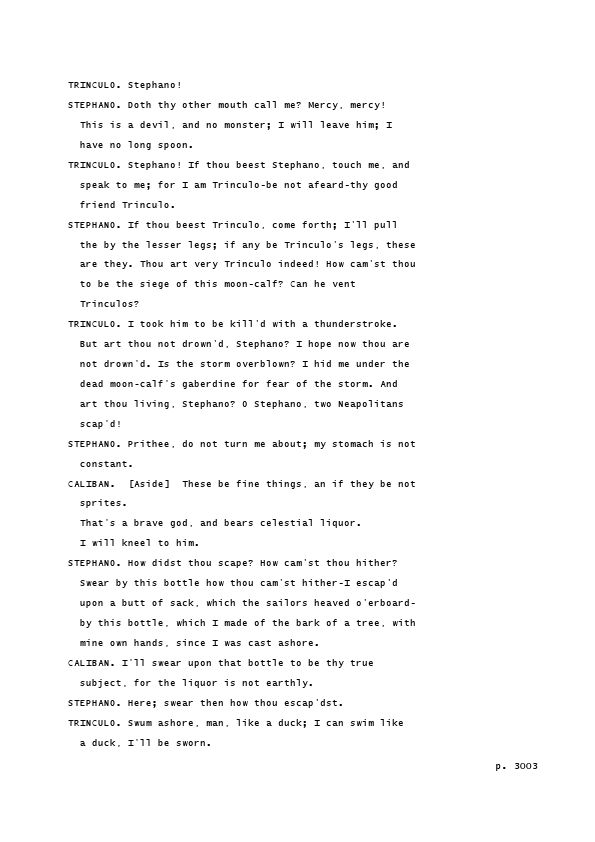 TRINCULO. Stephano!
STEPHANO. Doth thy other mouth call me? Mercy, mercy!
This is a devil, and no monster; I will leave him; I
have no long spoon.
TRINCULO. Stephano! If thou beest Stephano, touch me, and
speak to me; for I am Trinculo-be not afeard-thy good
friend Trinculo.
STEPHANO. If thou beest Trinculo, come forth; I'll pull
the by the lesser legs; if any be Trinculo's legs, these
are they. Thou art very Trinculo indeed! How cam'st thou
to be the siege of this moon-calf? Can he vent
Trinculos?
TRINCULO. I took him to be kill'd with a thunderstroke.
But art thou not drown'd, Stephano? I hope now thou are
not drown'd. Is the storm overblown? I hid me under the
dead moon-calf's gaberdine for fear of the storm. And
art thou living, Stephano? O Stephano, two Neapolitans
scap'd!
STEPHANO. Prithee, do not turn me about; my stomach is not
constant.
CALIBAN.  [Aside]  These be fine things, an if they be not
sprites.
That's a brave god, and bears celestial liquor.
I will kneel to him.
STEPHANO. How didst thou scape? How cam'st thou hither?
Swear by this bottle how thou cam'st hither-I escap'd
upon a butt of sack, which the sailors heaved o'erboard-
by this bottle, which I made of the bark of a tree, with
mine own hands, since I was cast ashore.
CALIBAN. I'll swear upon that bottle to be thy true
subject, for the liquor is not earthly.
STEPHANO. Here; swear then how thou escap'dst.
TRINCULO. Swum ashore, man, like a duck; I can swim like
a duck, I'll be sworn.
p. 3003